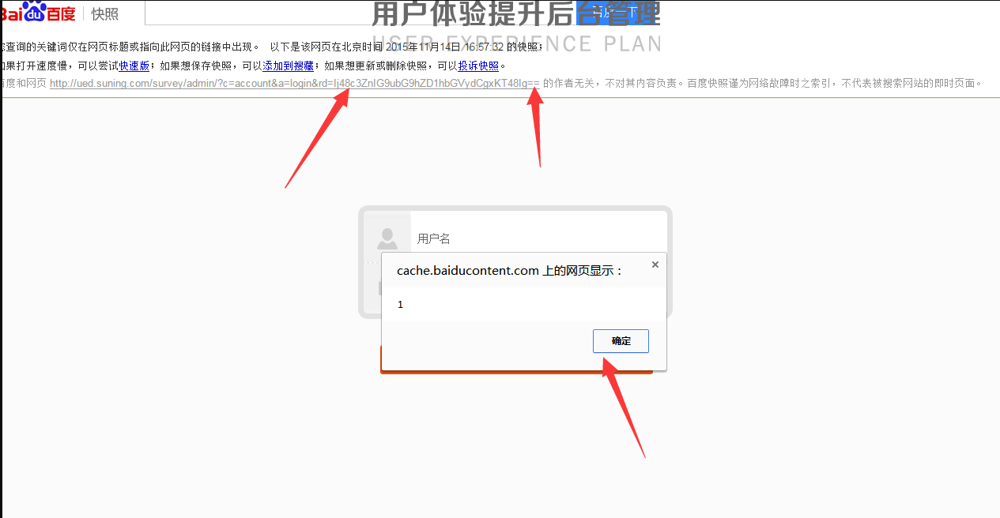 Bai du 百度 快照
用户体验提升后台管理
百度一下
USER EXPERIENCE PLAN
查询的关键词仅在网页标题或指向此网页的链接中出现。 以下是该网页在北京时间 2015年11月14日 16:57:32 的快照;
果打开速度慢，可以尝试快速版；如果想保存快照，可以添加到搜藏；如果想更新或删除快照，可以投诉快照。
百度和网页 http://ued.suning.com/survey/admin/?c=account&a=login&rd=Ij48c3ZnIG9ubG9hZD1hbGVydCgxKT48Ig== 的作者无关，不对其内容负责。百度快照谨为网络故障时之索引，不代表被搜索网站的即时页面。
用户名
cache.baiducontent.com 上的网页显示：
1
确定